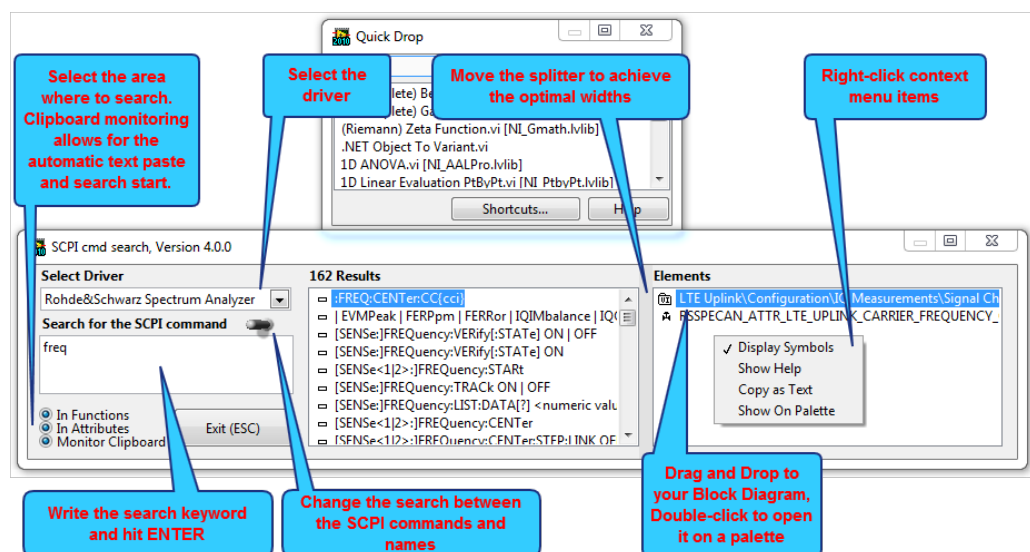 Quick Drop
2010
Select the area
where to search.
Clipboard monitoring
allows for the
automatic text paste
and search start.
Select the
driver
Move the splitter to achieve
the optimal widths
Right-click context
menu items
(Riemann) Zeta Function.vi [NI_Gmath.lvlib]
.NET Object To Variant.vi
1D ANOVA.vi [NI_AALPro.lvlib]
1D Linear Evaluation PtByPt.vi [NI_PtbyPt.lvlib]
Shortcuts...
SCPI cmd search, Version 4.0.0
Select Driver
Rohde&Schwarz Spectrum Analyzer
Search for the SCPI command
freq
In Functions
In Attributes
Monitor Clipboard
Exit (ESC)
162 Results
:FREQ:CENTer:CC{cci}
| EVMPeak | FERPpm | FERRor | IQIMbalance |
[SENSe:]FREQuency:VERify[:STATe] ON | OFF
[SENSe:]FREQuency:VERify[:STATe] ON
[SENSe<1|2>:]FREQuency:STARt
[SENSe:]FREQuency:TRACk ON | OFF
[SENSe:]FREQuency:LIST:DATA[?] <numeric
[SENSe<1|2>:]FREQuency:CENTer
[SENSe<1|2>:]FREQuency:CENTer:STEP:LINK
Elements
LTE Uplink\Configuration\IQ Measurements\Signal
RSSPECAN_ATTR_LTE_UPLINK_CARRIER_FREQUENCY_
✓ Display Symbols
Show Help
Copy as Text
Show On Palette
Write the search keyword
and hit ENTER
Change the search between
the SCPI commands and
names
Drag and Drop to
your Block Diagram,
Double-click to open
it on a palette